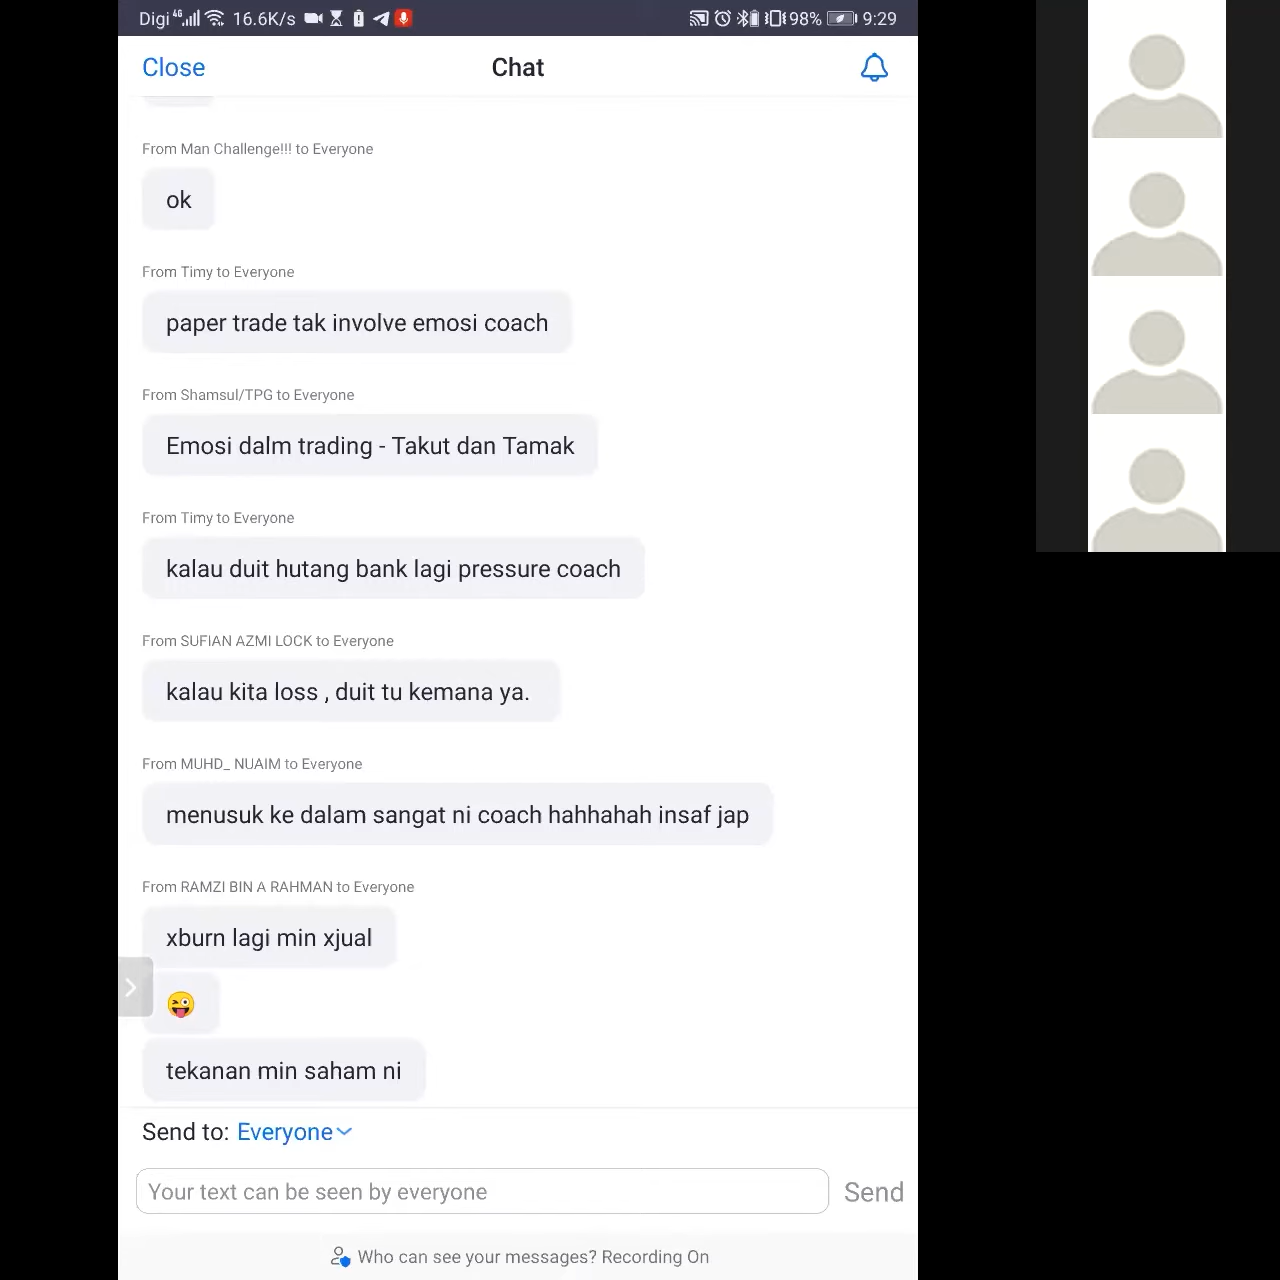 Digi 4G 16.6K/s 98% 9:29
Close Chat
From Man Challenge!!! to Everyone
ok
From Timy to Everyone
paper trade tak involve emosi coach
From Shamsul/TPG to Everyone
Emosi dalm trading - Takut dan Tamak
From Timy to Everyone
kalau duit hutang bank lagi pressure coach
From SUFIAN AZMI LOCK to Everyone
kalau kita loss , duit tu kemana ya.
From MUHD_ NUAIM to Everyone
menusuk ke dalam sangat ni coach hahhahah insaf jap
From RAMZI BIN A RAHMAN to Everyone
xburn lagi min xjual
😜
tekanan min saham ni
Send to: Everyone
Your text can be seen by everyone Send
Who can see your messages? Recording On